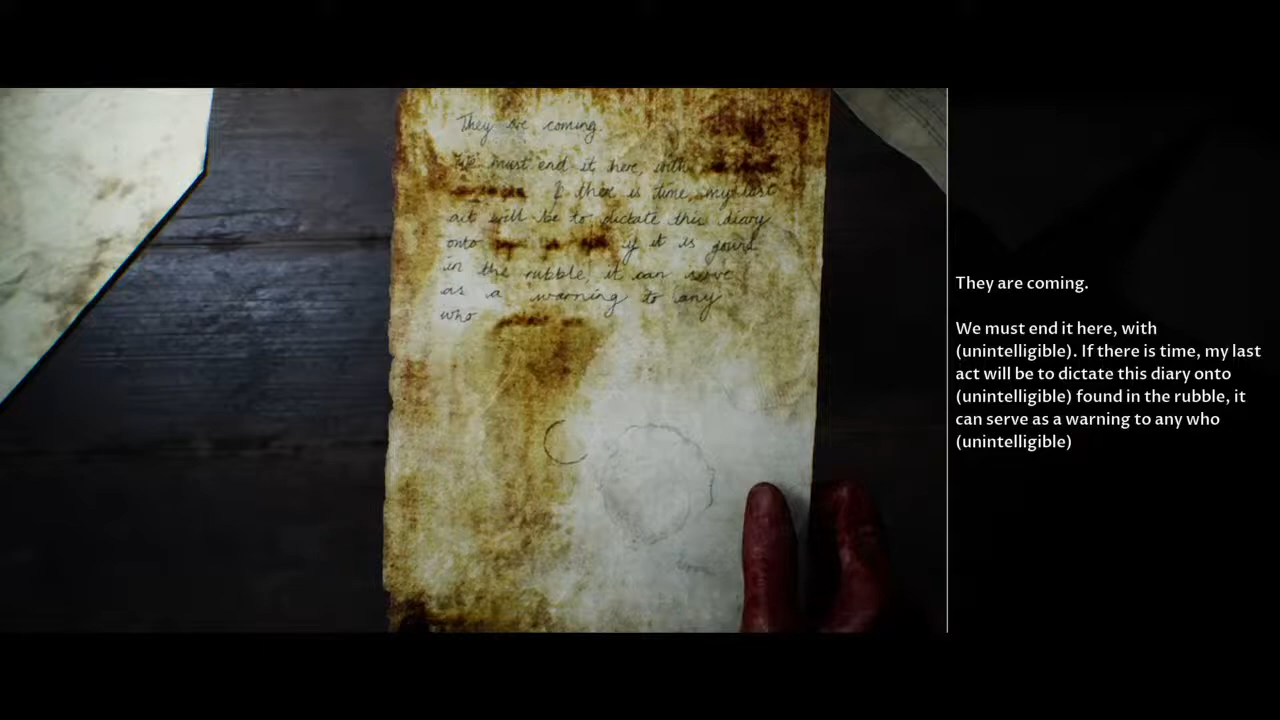 They are coming.
We must end it here, with
If there is time, my last
act will be to dictate this diary
onto if it is found
in the rubble, it can serve
as a warning to any
who
They are coming.
We must end it here, with
(unintelligible). If there is time, my last
act will be to dictate this diary onto
(unintelligible) found in the rubble, it
can serve as a warning to any who
(unintelligible)